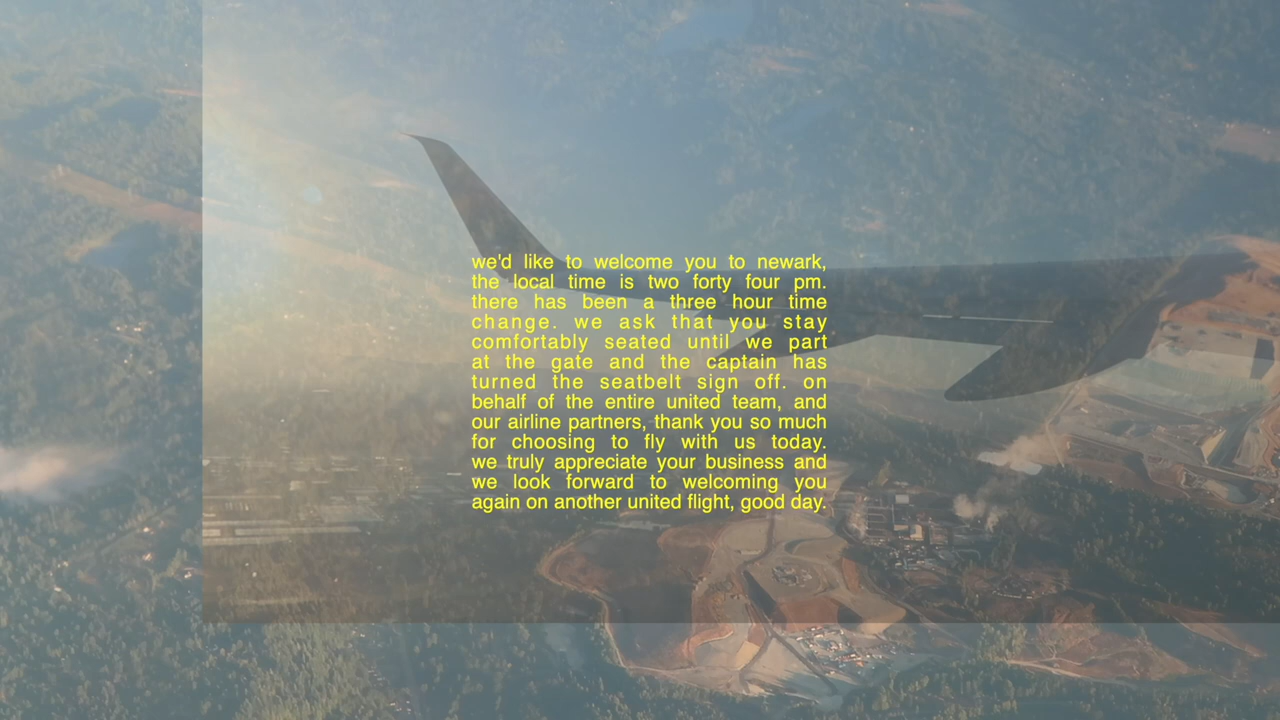 we'd like to welcome you to newark,
the local time is two forty four pm.
there has been a three hour time
change. we ask that you stay
comfortably seated until we part
at the gate and the captain has
turned the seatbelt sign off. on
behalf of the entire united team, and
our airline partners, thank you so much
for choosing to fly with us today.
we truly appreciate your business and
we look forward to welcoming you
again on another united flight, good day.